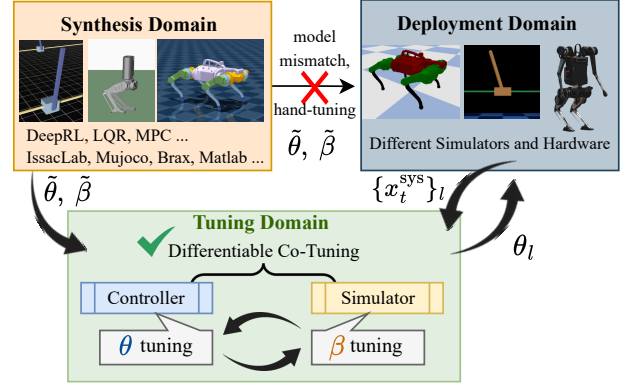 Synthesis Domain
DeepRL, LQR, MPC ...
IssacLab, Mujoco, Brax, Matlab ...
model
mismatch,
hand-tuning
θ̃, β̃
Deployment Domain
Different Simulators and Hardware
θ̃, β̃
{x_t^sys}_l
θ_l
Tuning Domain
Differentiable Co-Tuning
Controller
Simulator
θ tuning
β tuning